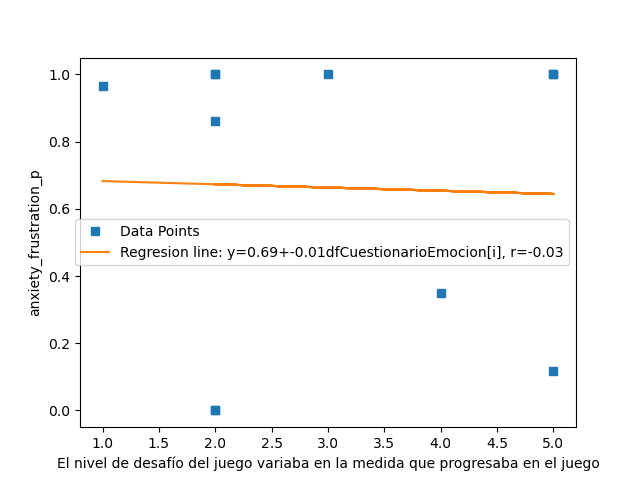 1.0
0.8
0.6
0.4
0.2
0.0
anxiety_frustration_p
Data Points
Regresion line: y=0.69+-0.01dfCuestionarioEmocion[i], r=-0.03
1.0 1.5 2.0 2.5 3.0 3.5 4.0 4.5 5.0
El nivel de desafío del juego variaba en la medida que progresaba en el juego